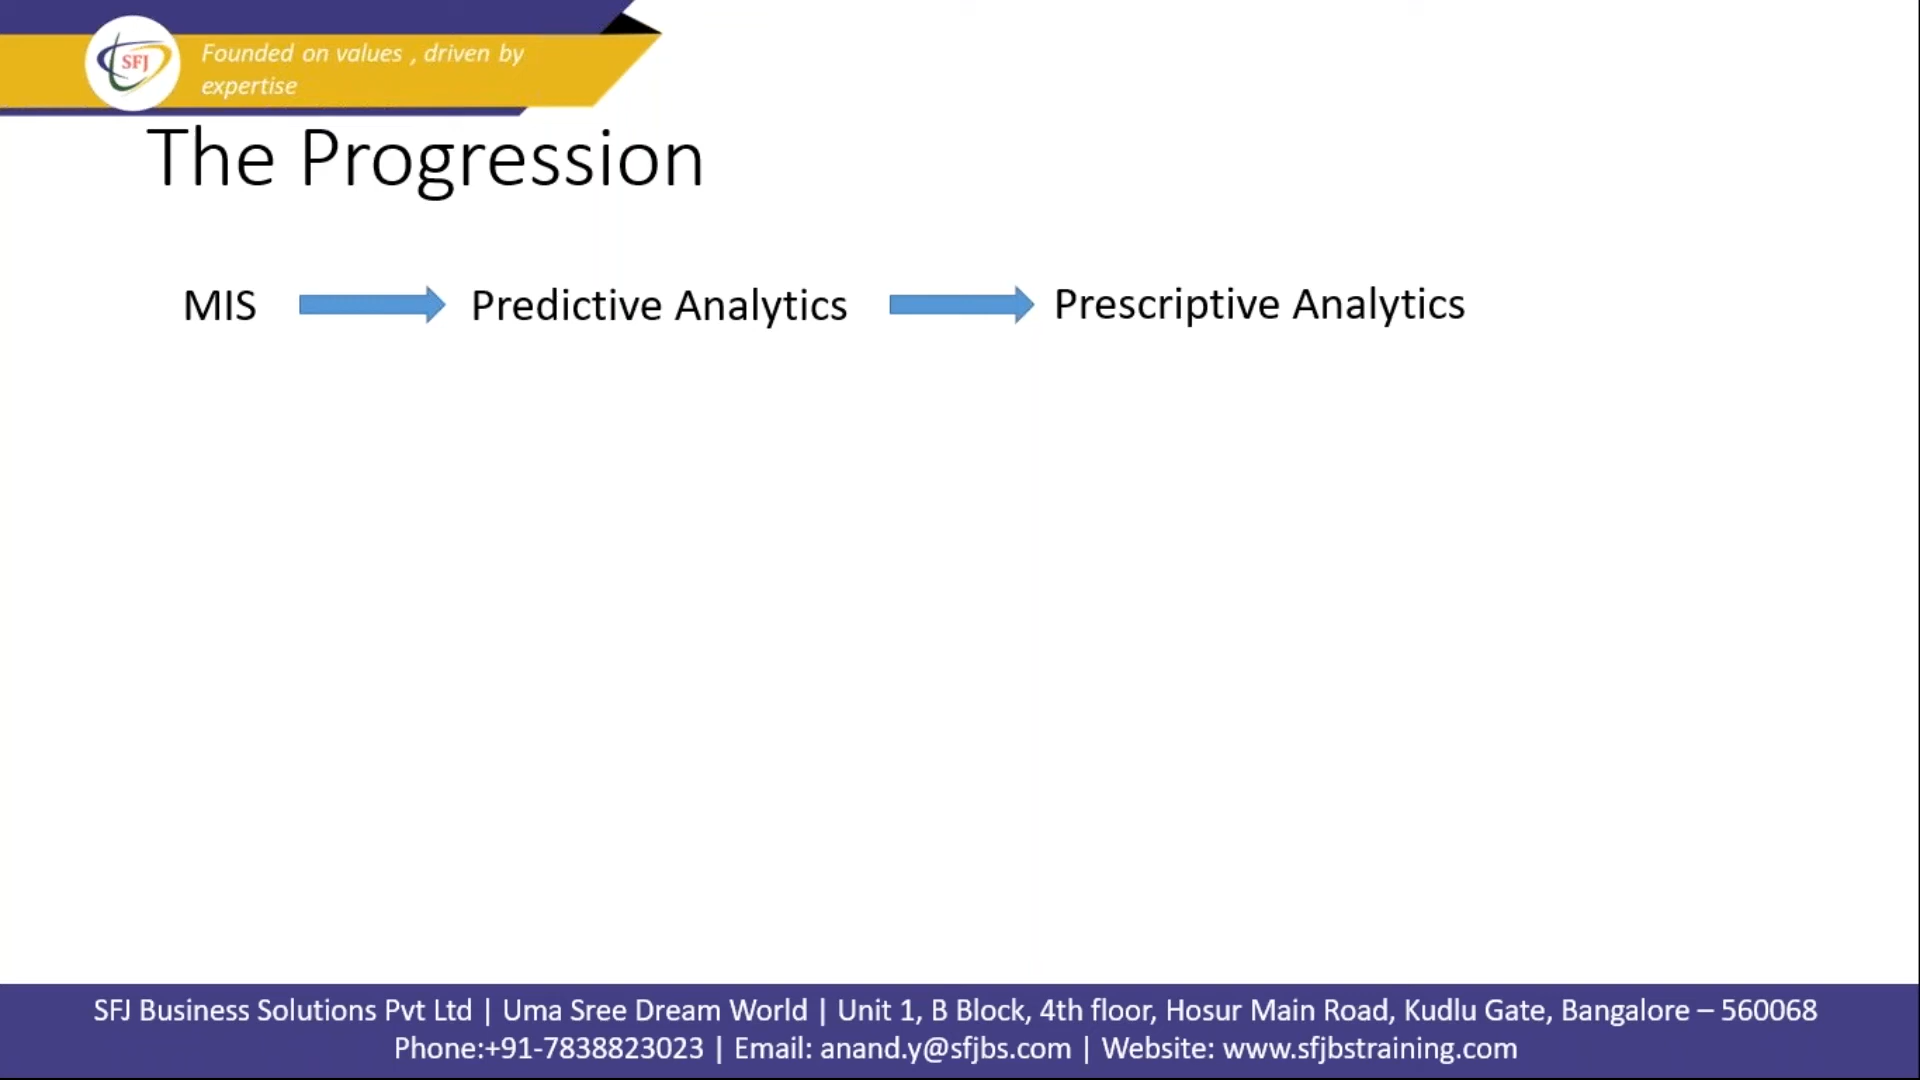 SFJ
Founded on values , driven by
expertise
The Progression
MIS Predictive Analytics Prescriptive Analytics
SFJ Business Solutions Pvt Ltd | Uma Sree Dream World | Unit 1, B Block, 4th floor, Hosur Main Road, Kudlu Gate, Bangalore – 560068
Phone:+91-7838823023 | Email: anand.y@sfjbs.com | Website: www.sfjbstraining.com